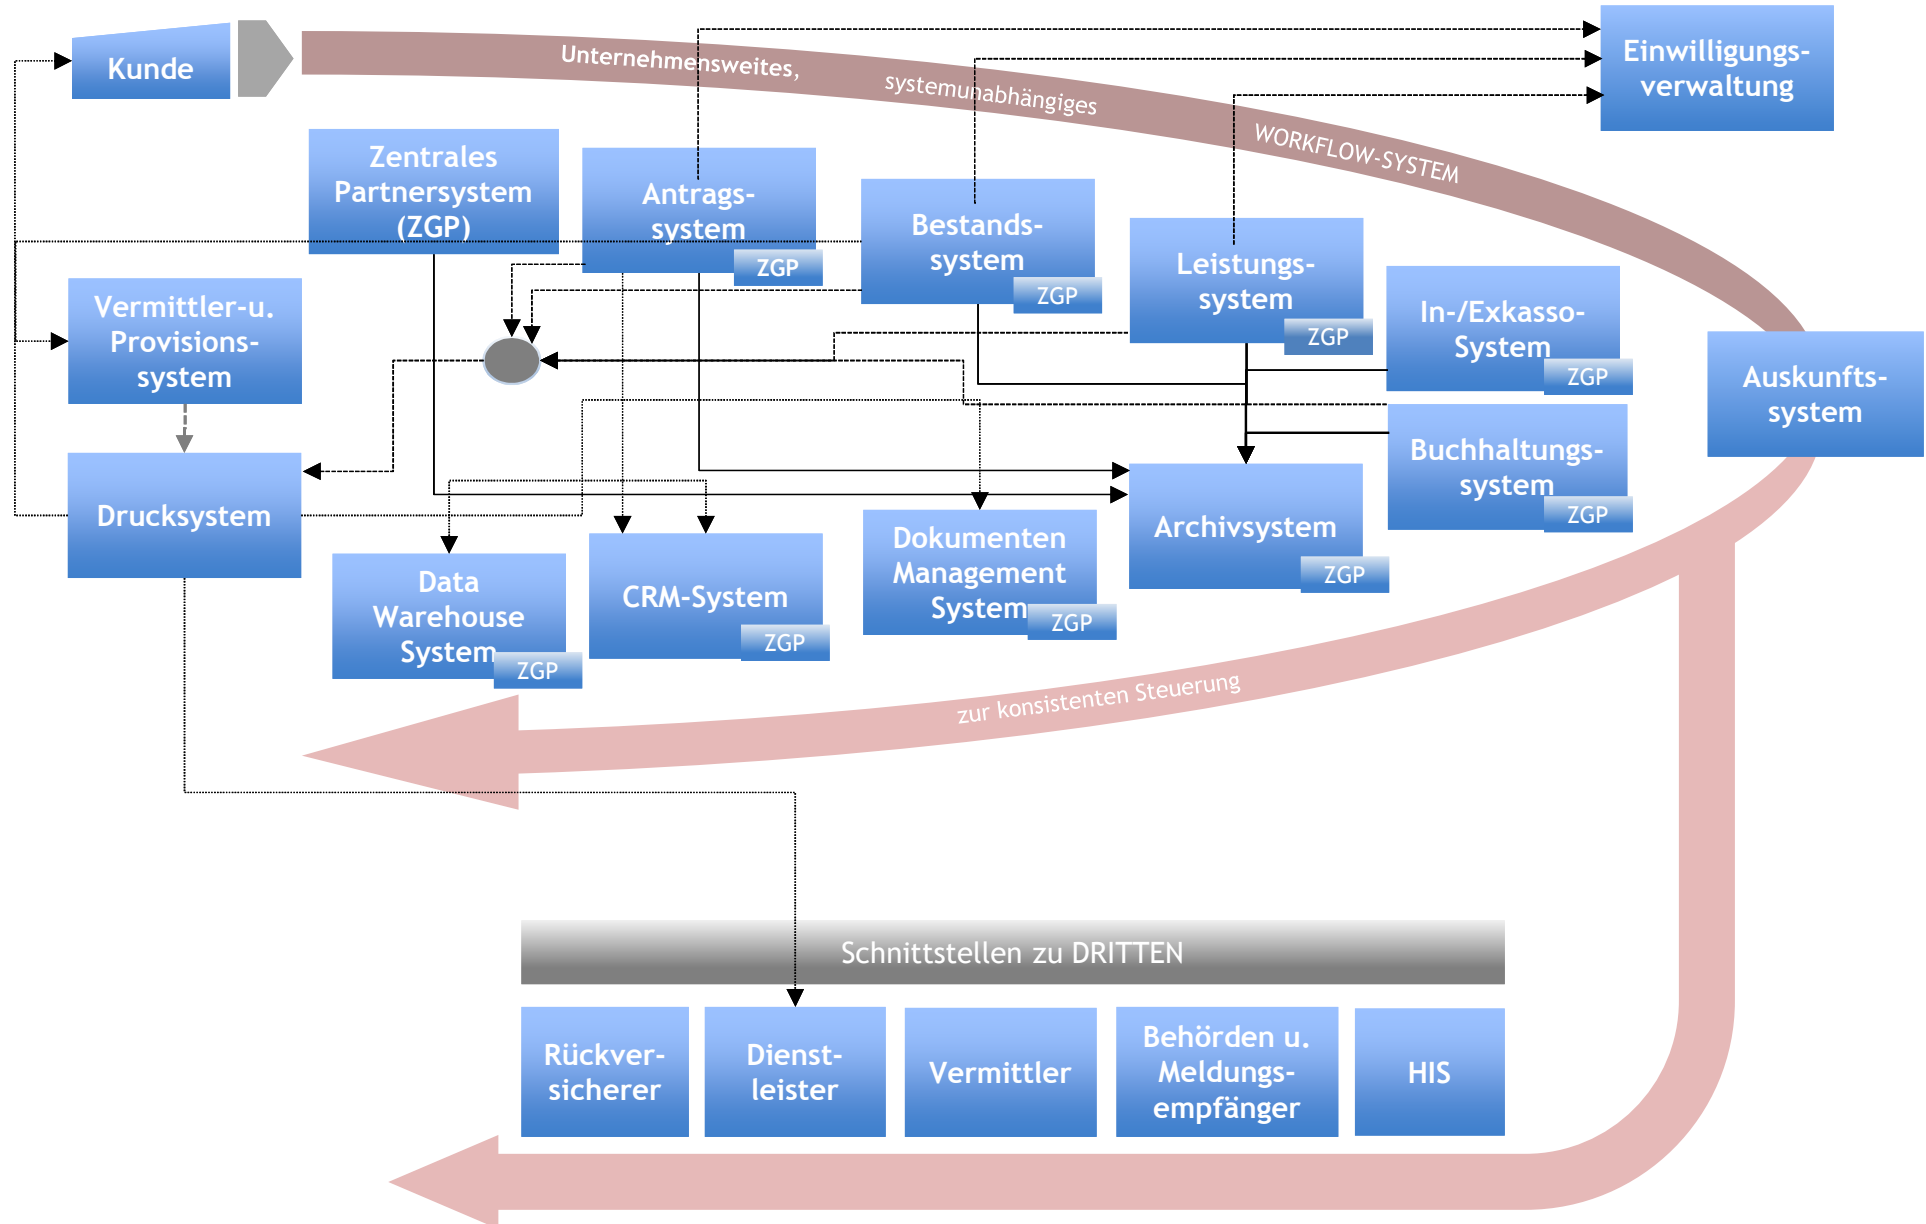 Kunde
Unternehmensweites,
systemunabhängiges
WORKFLOW-SYSTEM
Einwilligungs-
verwaltung
Zentrales
Partnersystem
(ZGP)
Antrags-
system
ZGP
Bestands-
system
ZGP
Leistungs-
system
ZGP
In-/Exkasso-
System
ZGP
Auskunfts-
system
Vermittler-u.
Provisions-
system
Buchhaltungs-
system
ZGP
Drucksystem
Data
Warehouse
System
ZGP
CRM-System
ZGP
Dokumenten
Management
System
ZGP
Archivsystem
ZGP
zur konsistenten Steuerung
Schnittstellen zu DRITTEN
Rückver-
sicherer
Dienst-
leister
Vermittler
Behörden u.
Meldungs-
empfänger
HIS